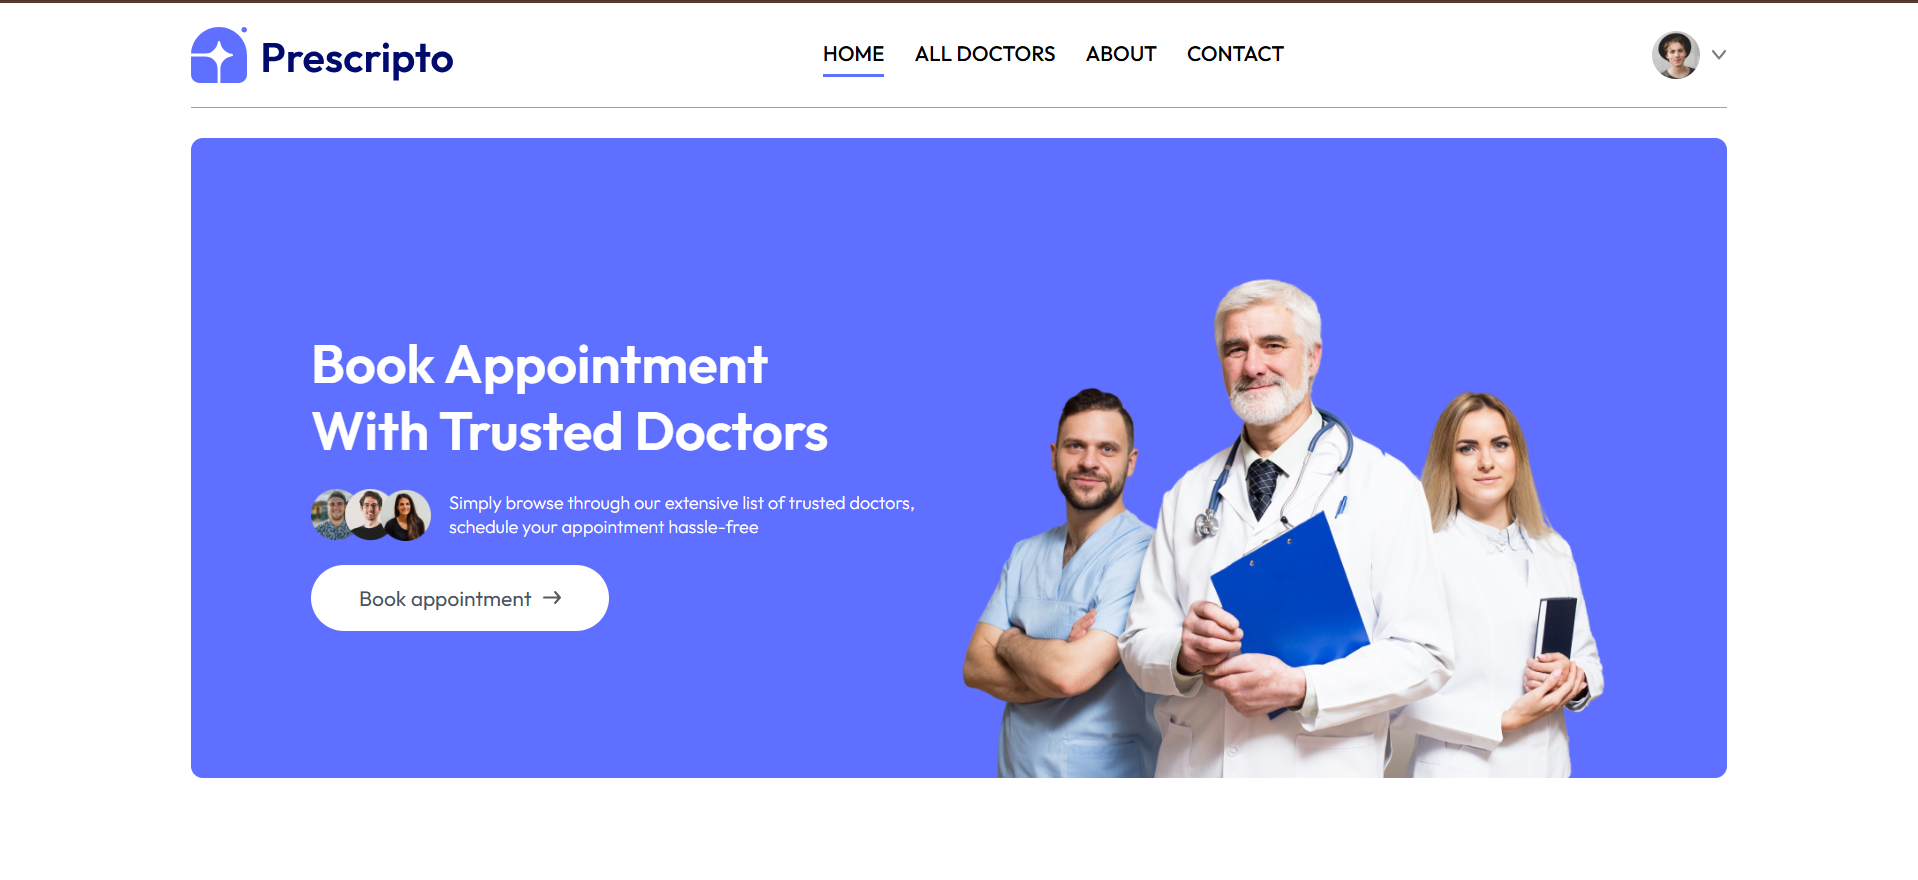 Prescripto
HOME
ALL DOCTORS
ABOUT
CONTACT
Book Appointment
With Trusted Doctors
Simply browse through our extensive list of trusted doctors,
schedule your appointment hassle-free
Book appointment